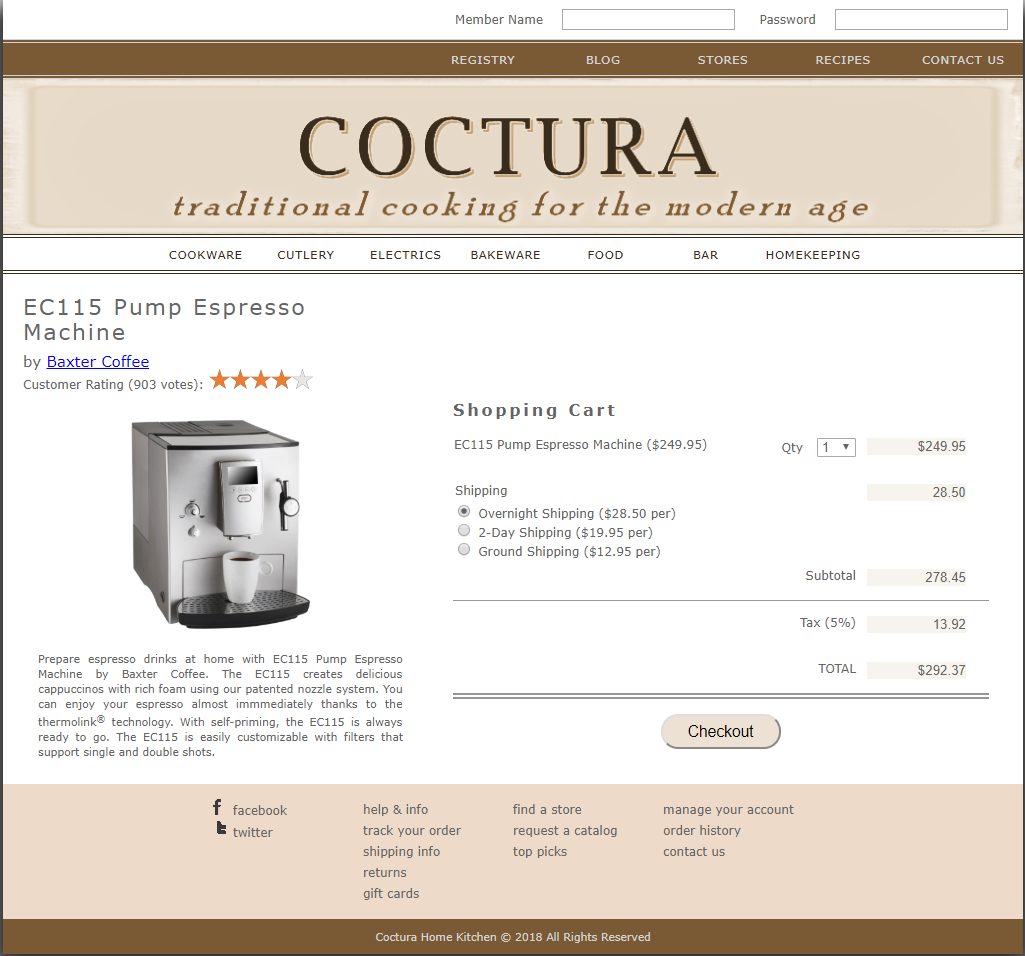 Member Name Password
REGISTRY BLOG STORES RECIPES CONTACT US
COCTURA
traditional cooking for the modern age
COOKWARE CUTLERY ELECTRICS BAKEWARE FOOD BAR HOMEKEEPING
EC115 Pump Espresso
Machine
by Baxter Coffee
Customer Rating (903 votes):
Prepare espresso drinks at home with EC115 Pump Espresso
Machine by Baxter Coffee. The EC115 creates delicious
cappuccinos with rich foam using our patented nozzle system. You
can enjoy your espresso almost immmediately thanks to the
thermolink® technology. With self-priming, the EC115 is always
ready to go. The EC115 is easily customizable with filters that
support single and double shots.
Shopping Cart
EC115 Pump Espresso Machine ($249.95) Qty 1 $249.95
Shipping 28.50
Overnight Shipping ($28.50 per)
2-Day Shipping ($19.95 per)
Ground Shipping ($12.95 per)
Subtotal 278.45
Tax (5%) 13.92
TOTAL $292.37
Checkout
facebook
twitter
help & info
track your order
shipping info
returns
gift cards
find a store
request a catalog
top picks
manage your account
order history
contact us
Coctura Home Kitchen © 2018 All Rights Reserved